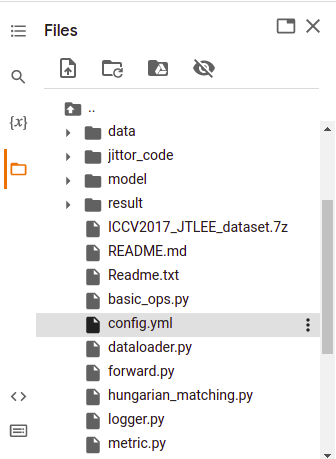 Files
..
{x}
data
jittor_code
model
result
ICCV2017_JTLEE_dataset.7z
README.md
Readme.txt
basic_ops.py
config.yml
dataloader.py
forward.py
hungarian_matching.py
<>
logger.py
metric.py